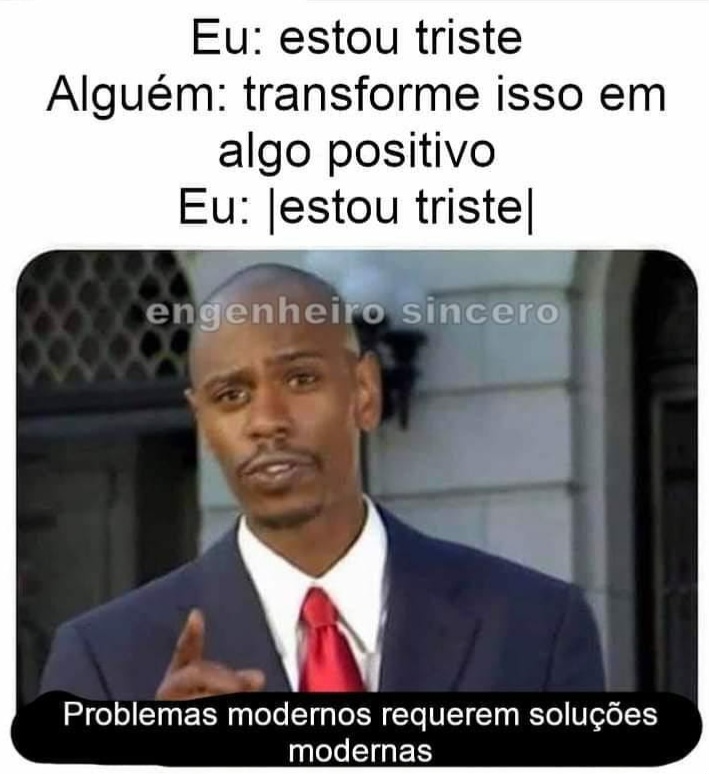 Eu: estou triste
Alguém: transforme isso em
algo positivo
Eu: |estou triste|
engenheiro sincero
Problemas modernos requerem soluções
modernas